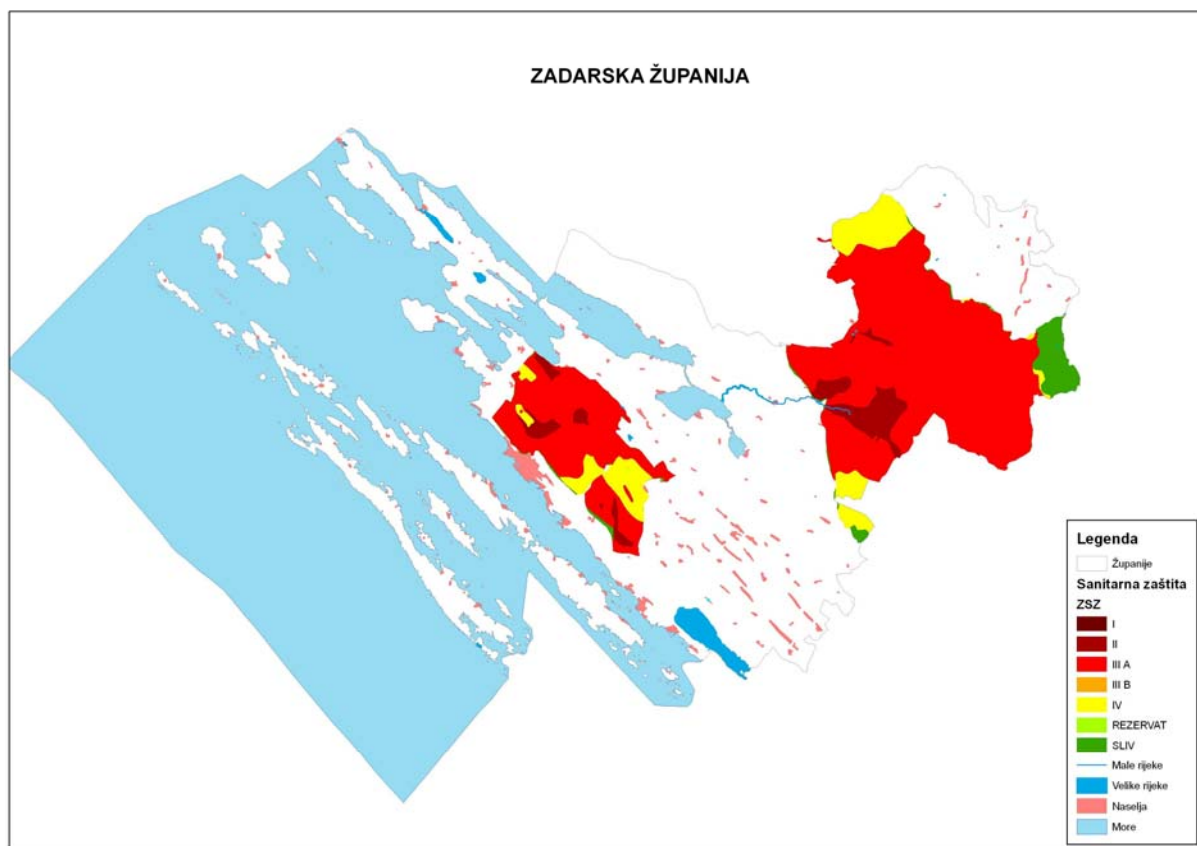 ZADARSKA ŽUPANIJA
Legenda
Županije
Sanitarna zaštita
ZSZ
I
II
III A
III B
IV
REZERVAT
SLIV
Male rijeke
Velike rijeke
Naselja
More